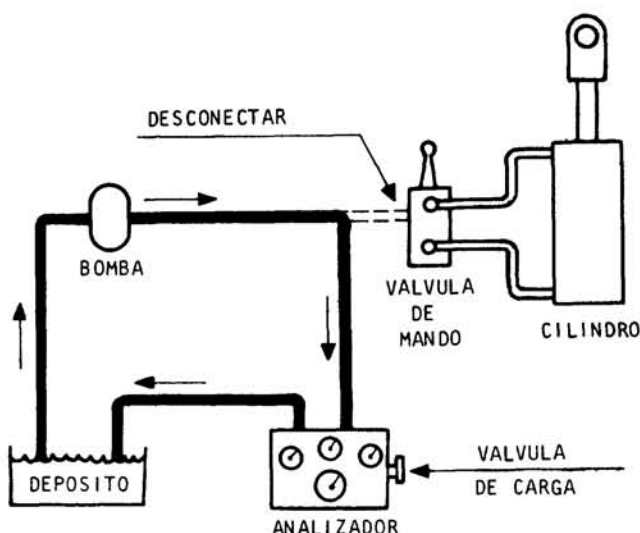 DESCONECTAR
BOMBA
VALVULA
DE
MANDO
CILINDRO
DEPOSITO
VALVULA
DE CARGA
ANALIZADOR